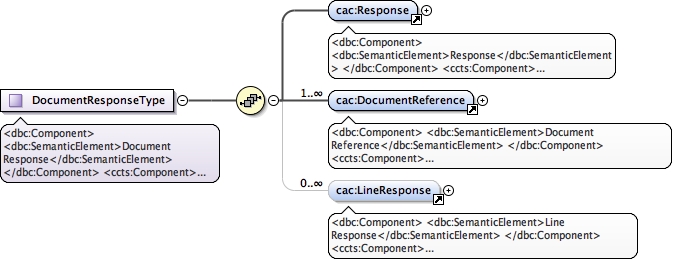 cac:Response
<dbc:Component>
<dbc:SemanticElement>Response</dbc:SemanticElement
> </dbc:Component> <ccts:Component>...
DocumentResponseType
<dbc:Component>
<dbc:SemanticElement>Document
Response</dbc:SemanticElement>
</dbc:Component> <ccts:Component>...
1..∞
cac:DocumentReference
<dbc:Component> <dbc:SemanticElement>Document
Reference</dbc:SemanticElement> </dbc:Component>
<ccts:Component>...
0..∞
cac:LineResponse
<dbc:Component> <dbc:SemanticElement>Line
Response</dbc:SemanticElement> </dbc:Component>
<ccts:Component>...